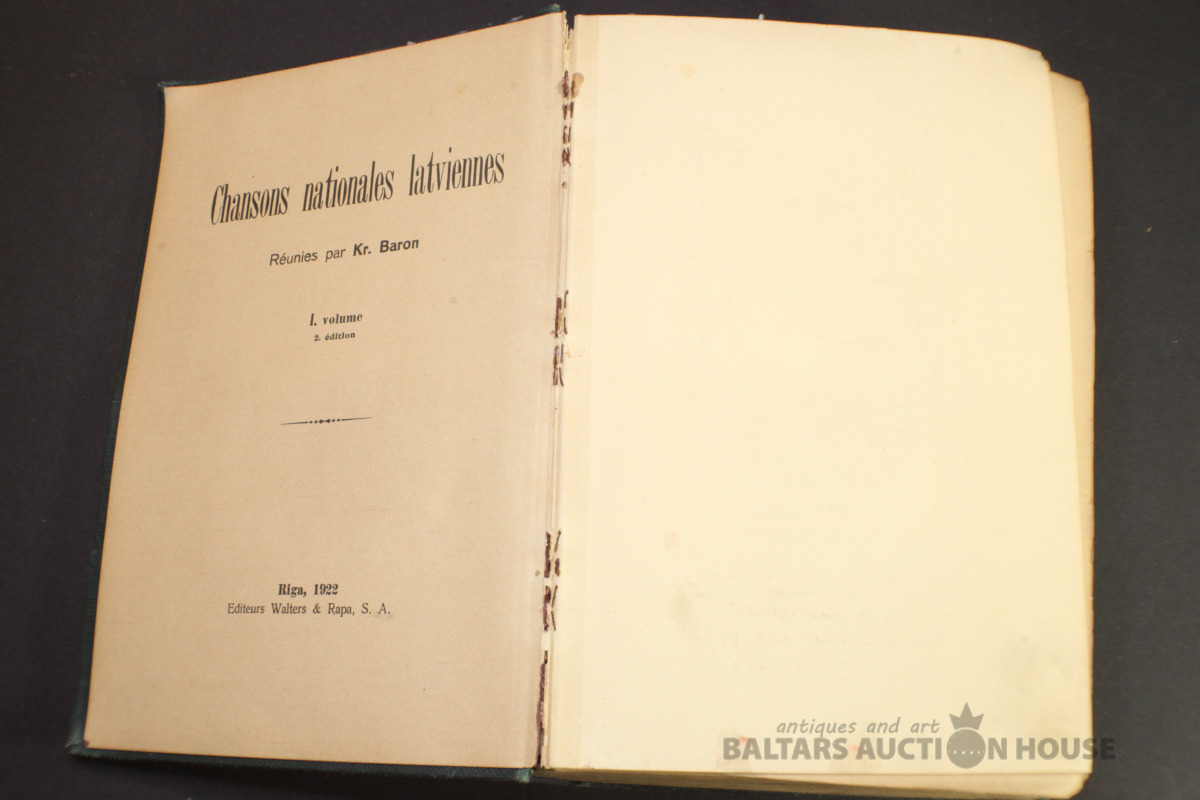 Chansons nationales latviennes
Réunies par Kr. Baron
I. volume
2. édition
Riga, 1922
Editeurs Walters & Rapa, S. A.
antiques and art
BALTARS AUCTION HOUSE